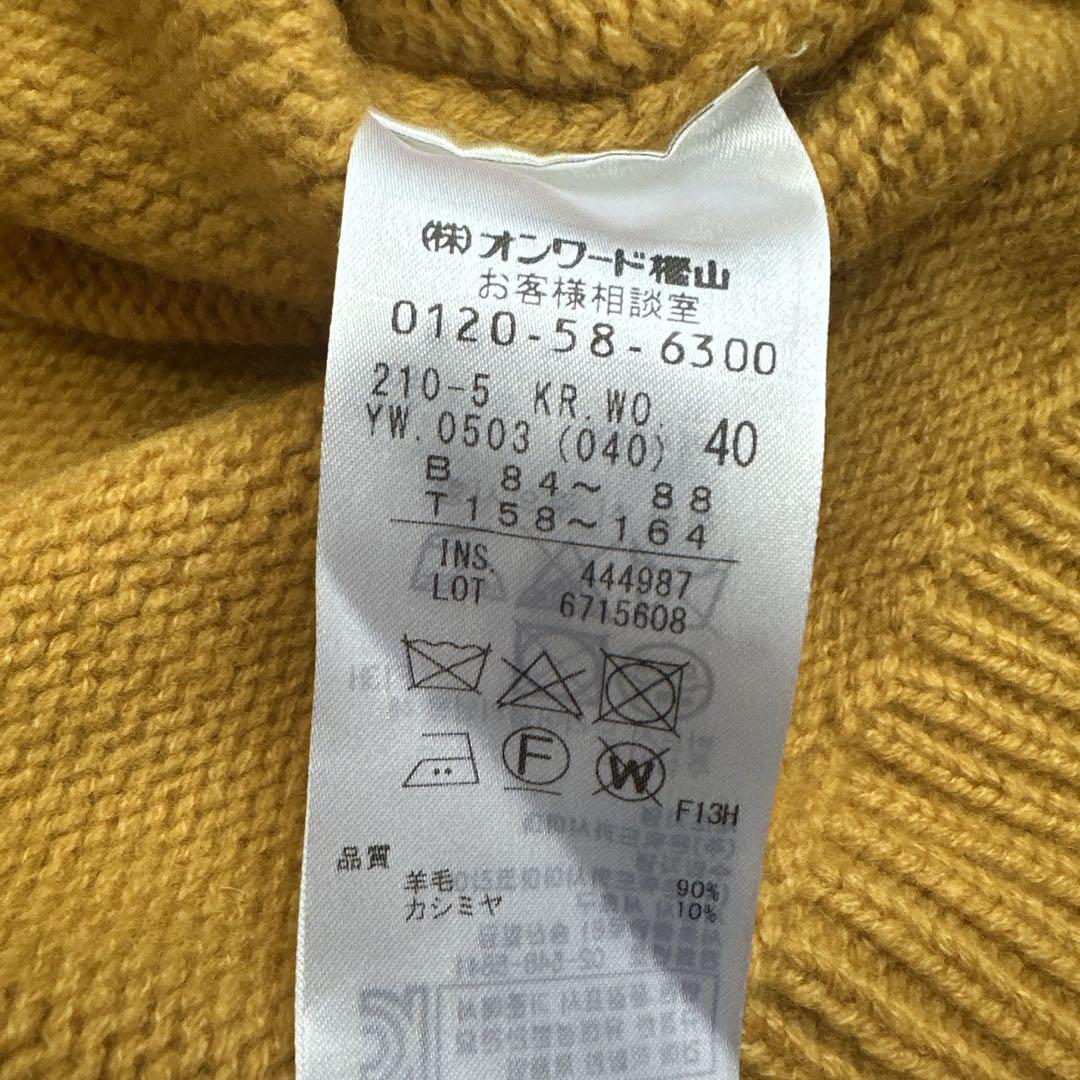 (株)オンワード樫山
お客様相談室
0120-58-6300
210-5 KR.WO.
YW.0503 (040) 40
B 84～ 88
T158～164
INS. 444987
LOT 6715608
F
W
F13H
品質
羊毛 90%
カシミヤ 10%